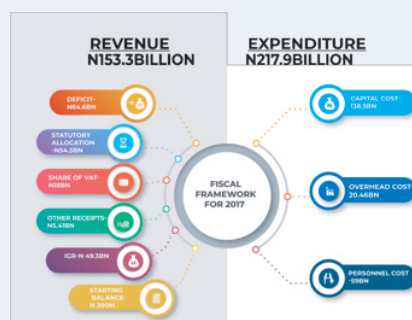 REVENUE
N153.3BILLION
DEFICIT-
N64.6BN
STATUTORY
ALLOCATION
-N54.3BN
SHARE OF VAT-
N18BN
OTHER RECEIPTS-
N5.41BN
IGR-N 49.3BN
STARTING
BALANCE-
N 200M
FISCAL
FRAMEWORK
FOR 2017
EXPENDITURE
N217.9BILLION
CAPITAL COST-
138.5BN
OVERHEAD COST-
20.46BN
PERSONNEL COST
-59BN